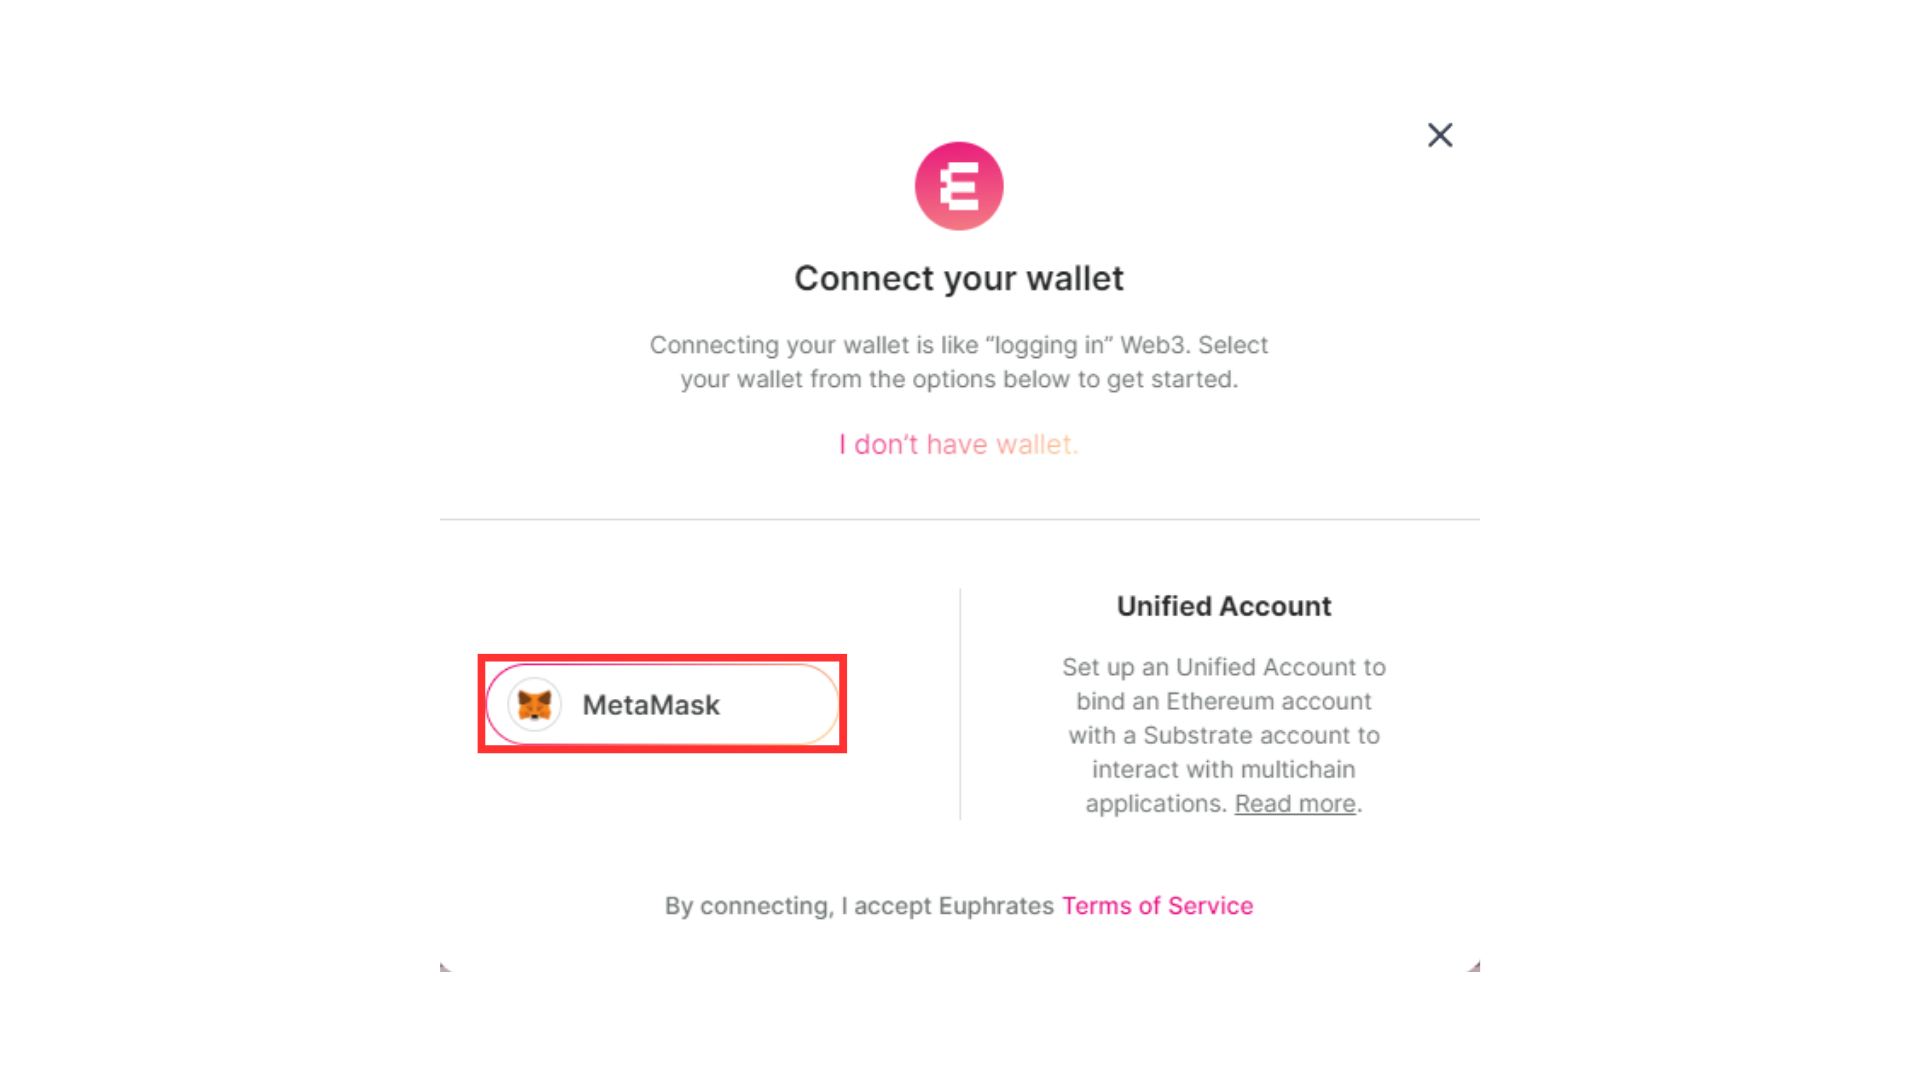 Connect your wallet
Connecting your wallet is like “logging in” Web3. Select
your wallet from the options below to get started.
I don’t have wallet.
MetaMask
Unified Account
Set up an Unified Account to
bind an Ethereum account
with a Substrate account to
interact with multichain
applications. Read more.
By connecting, I accept Euphrates Terms of Service